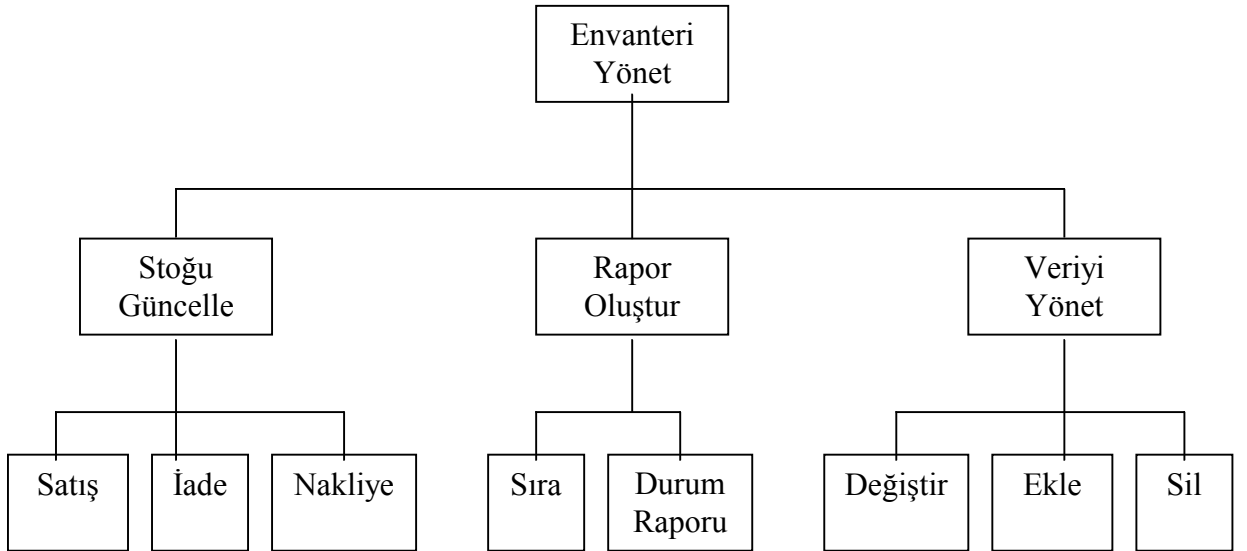 Envanteri
Yönet
Stoğu
Güncelle
Rapor
Oluştur
Veriyi
Yönet
Satış
İade
Nakliye
Sıra
Durum
Raporu
Değiştir
Ekle
Sil